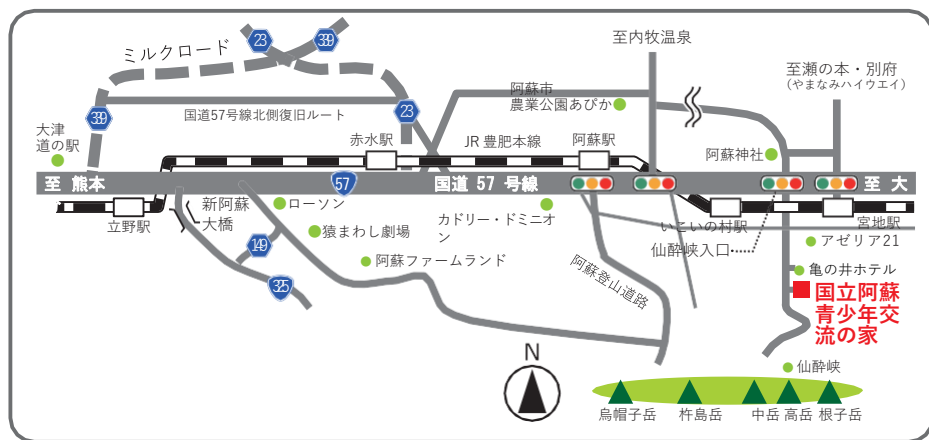 23
339
ミルクロード
至内牧温泉
至瀬の本・別府
(やまなみハイウエイ)
阿蘇市
農業公園あぴか
23
339
国道57号線北側復旧ルート
大津
道の駅
赤水駅
JR 豊肥本線
阿蘇駅
阿蘇神社
至 熊本
57
国道 57 号線
至 大
立野駅
新阿蘇
大橋
ローソン
カドリー・ドミニオ
ン
いこいの村駅
宮地駅
猿まわし劇場
149
仙酔峡入口
アゼリア21
阿蘇ファームランド
325
阿蘇登山道路
亀の井ホテル
国立阿蘇
青少年交
流の家
N
仙酔峡
烏帽子岳
杵島岳
中岳
高岳
根子岳